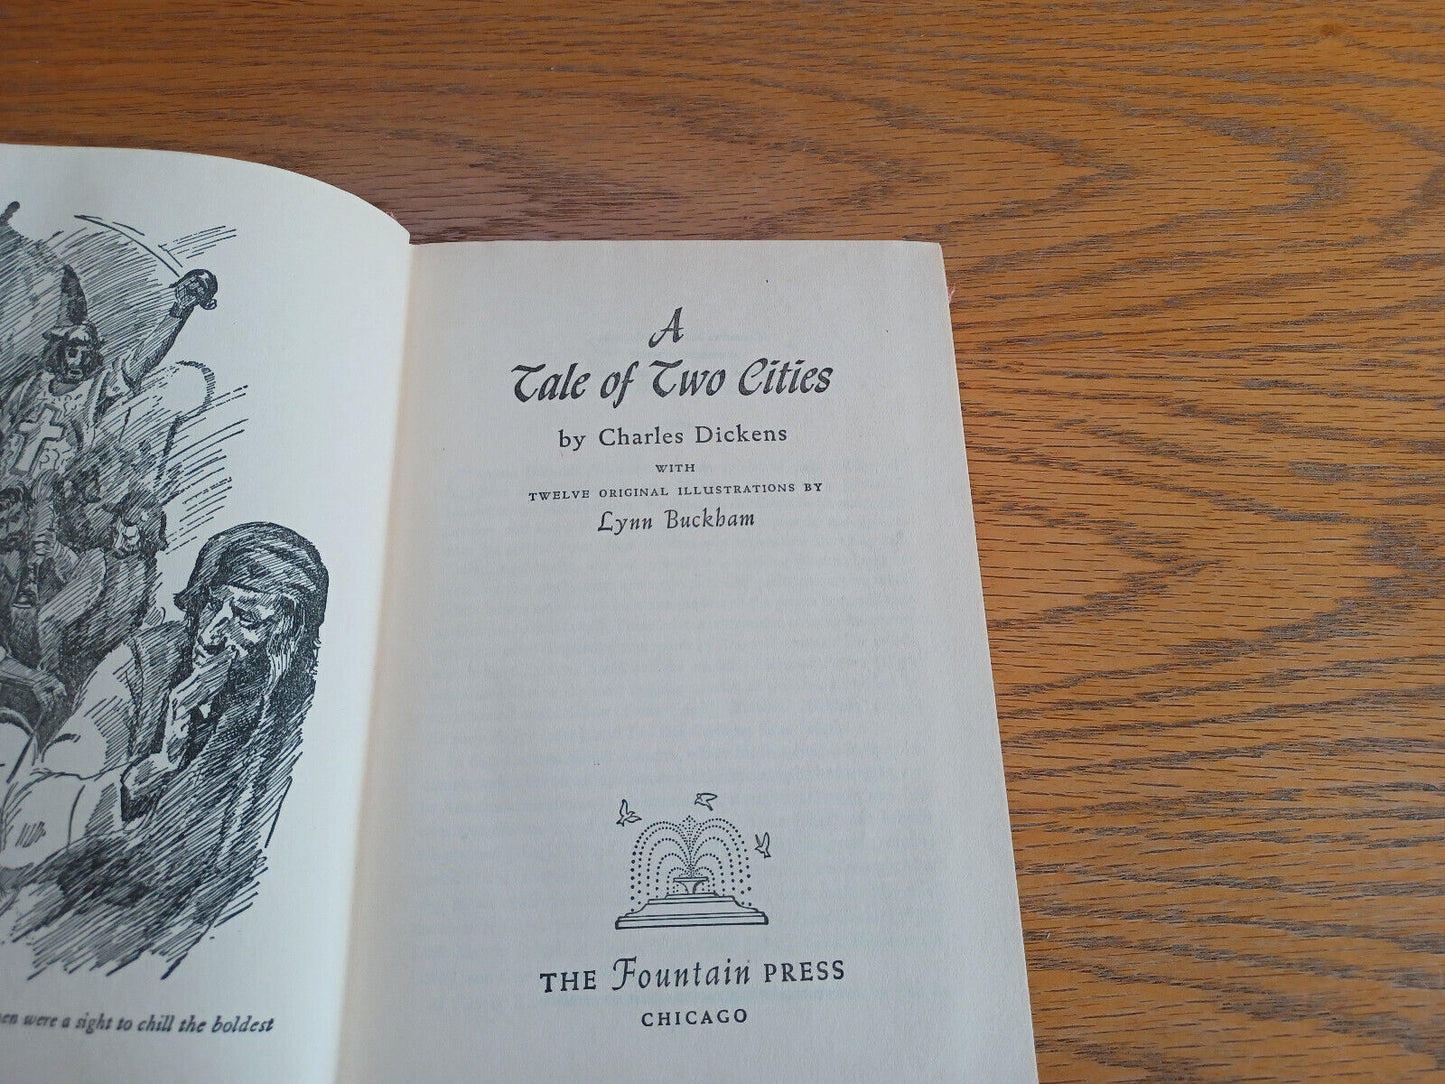 A
Tale of Two Cities
by Charles Dickens
WITH
TWELVE ORIGINAL ILLUSTRATIONS BY
Lynn Buckham
THE Fountain PRESS
CHICAGO
were a sight to chill the boldest